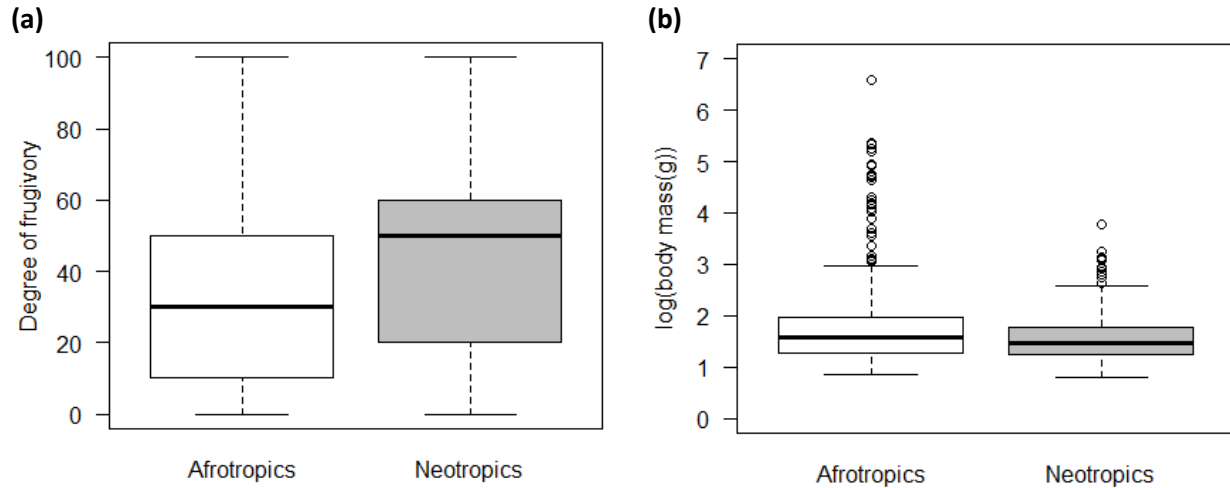 (a)
Degree of frugivory
100
80
60
40
20
0
Afrotropics
Neotropics
(b)
log(body mass(g))
7
6
5
4
3
2
1
0
Afrotropics
Neotropics